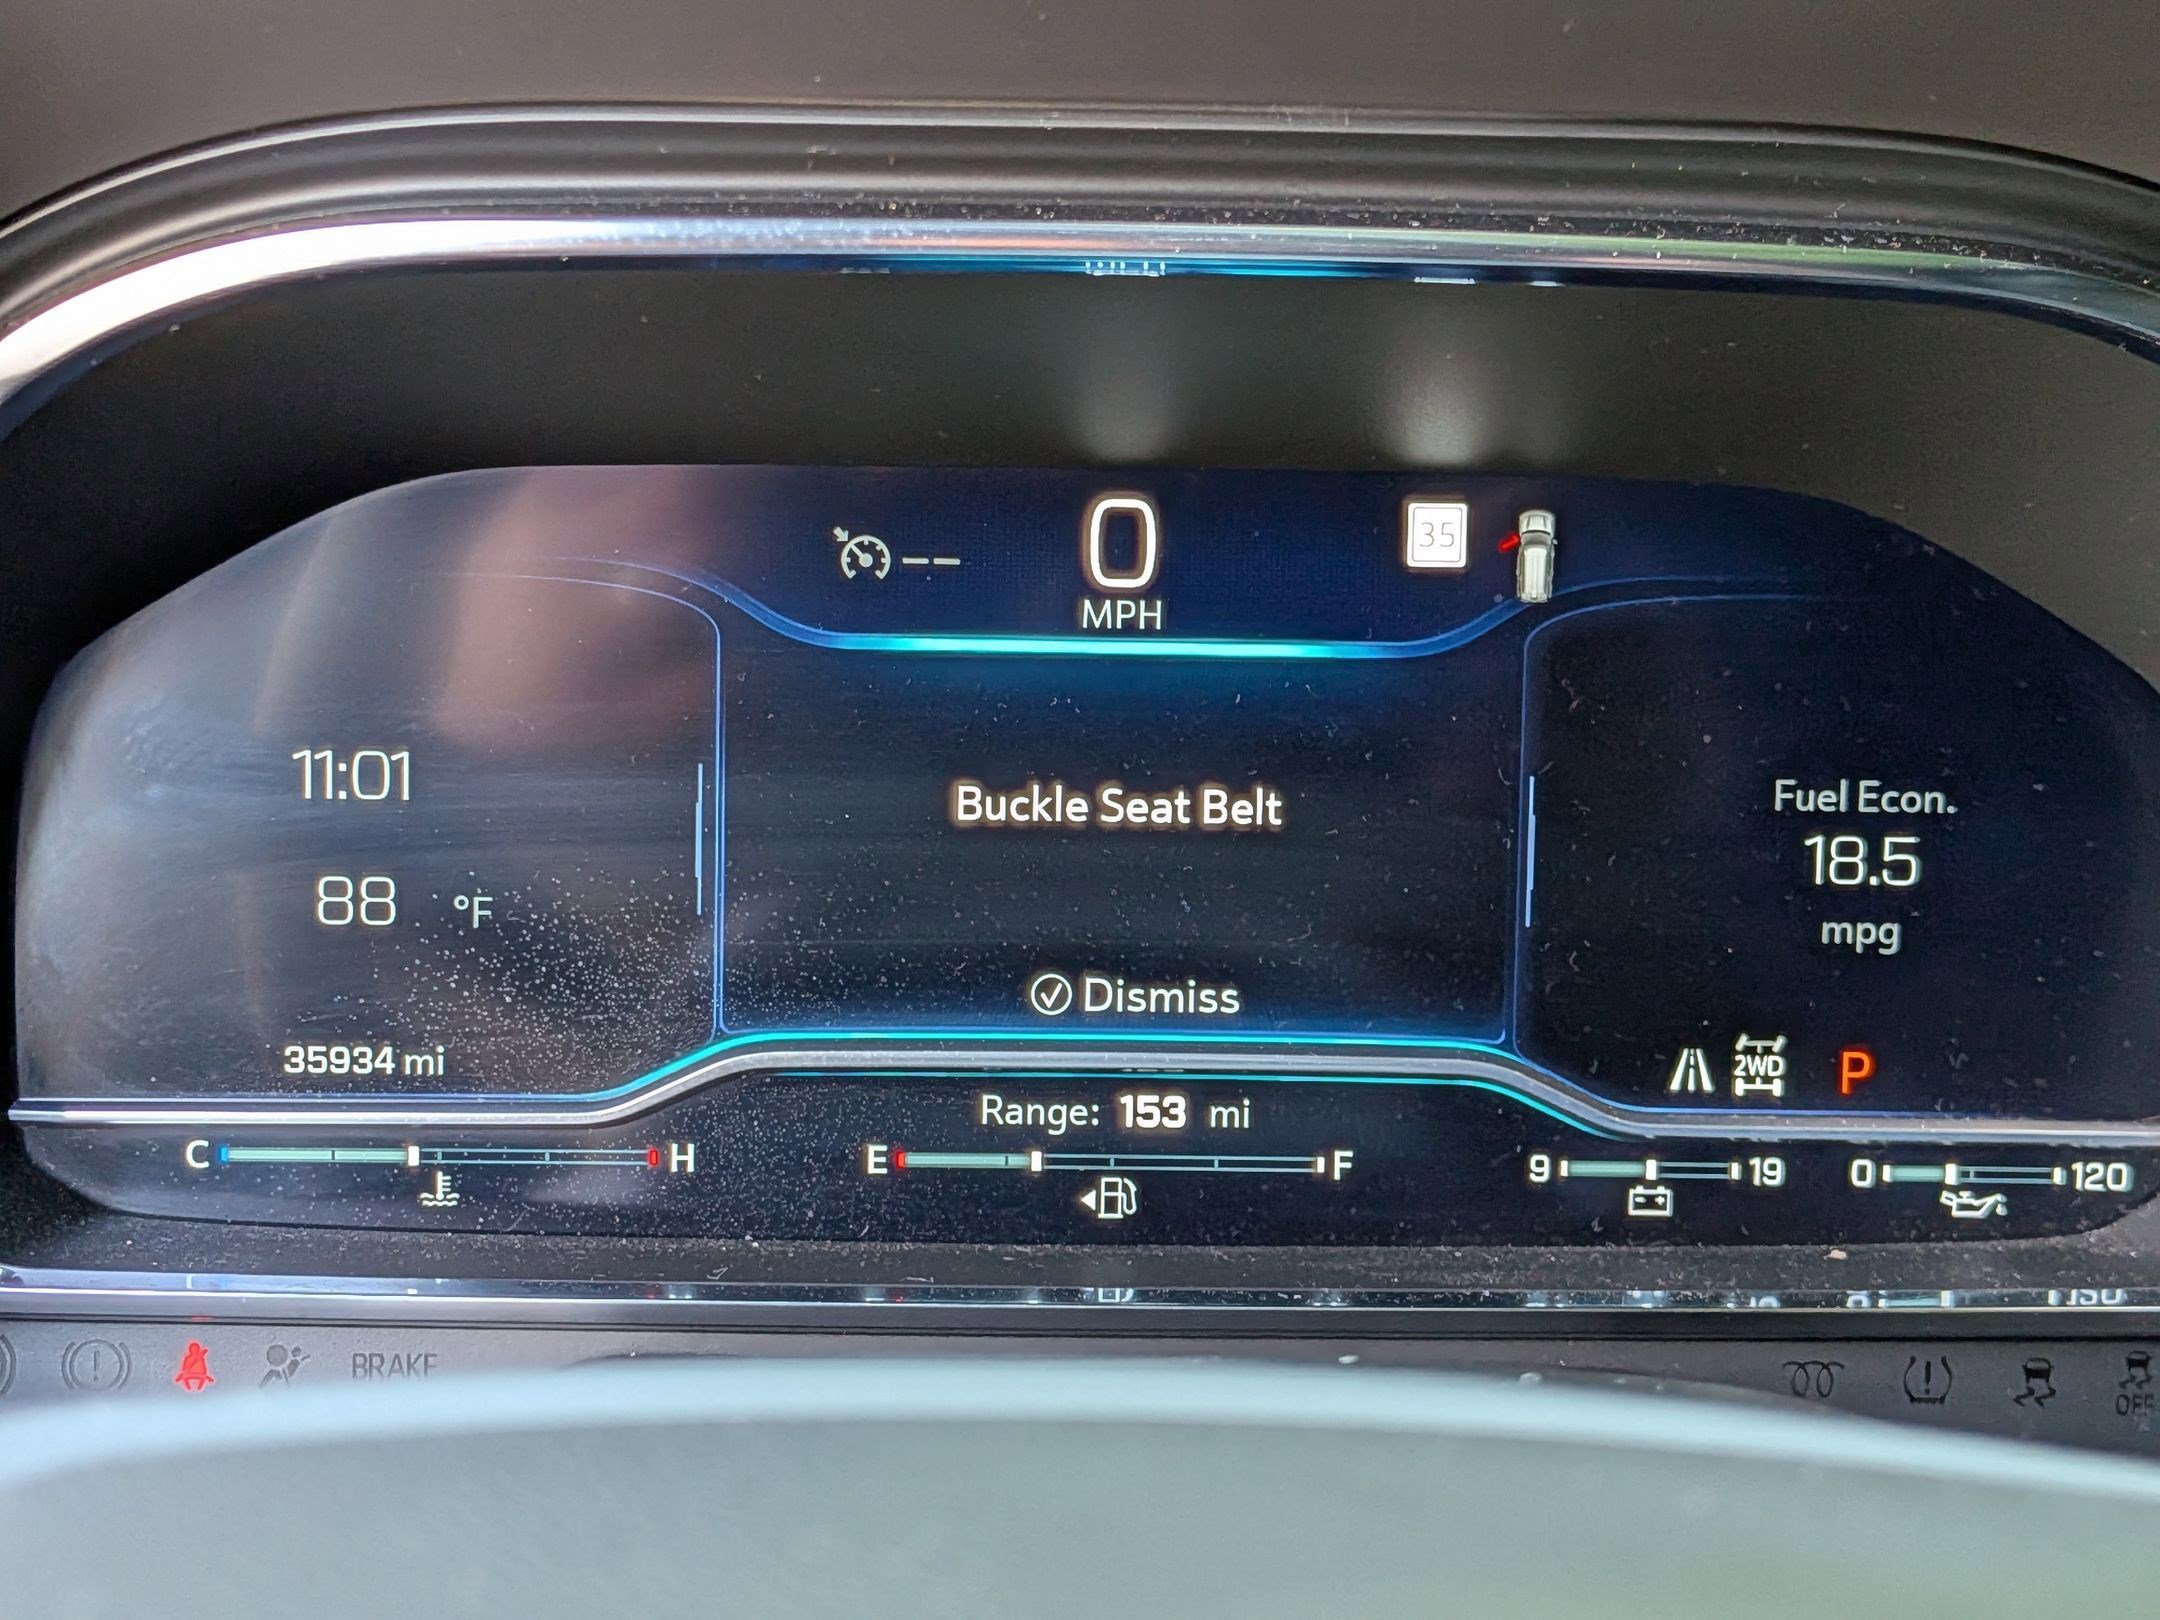 -- 0 35
MPH
11:01
88 °F
35934 mi
Buckle Seat Belt
Dismiss
Fuel Econ.
18.5
mpg
2WD P
Range: 153 mi
C H
E F
9 19
0 120
BRAKE
OFF